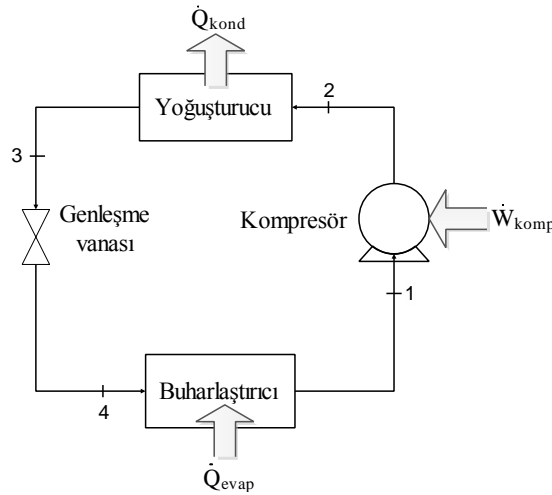 Q̇kond
2
Yoğuşturucu
3
Genleşme
vanası
Kompresör
Ẇkomp
1
Buharlaştırıcı
4
Q̇evap